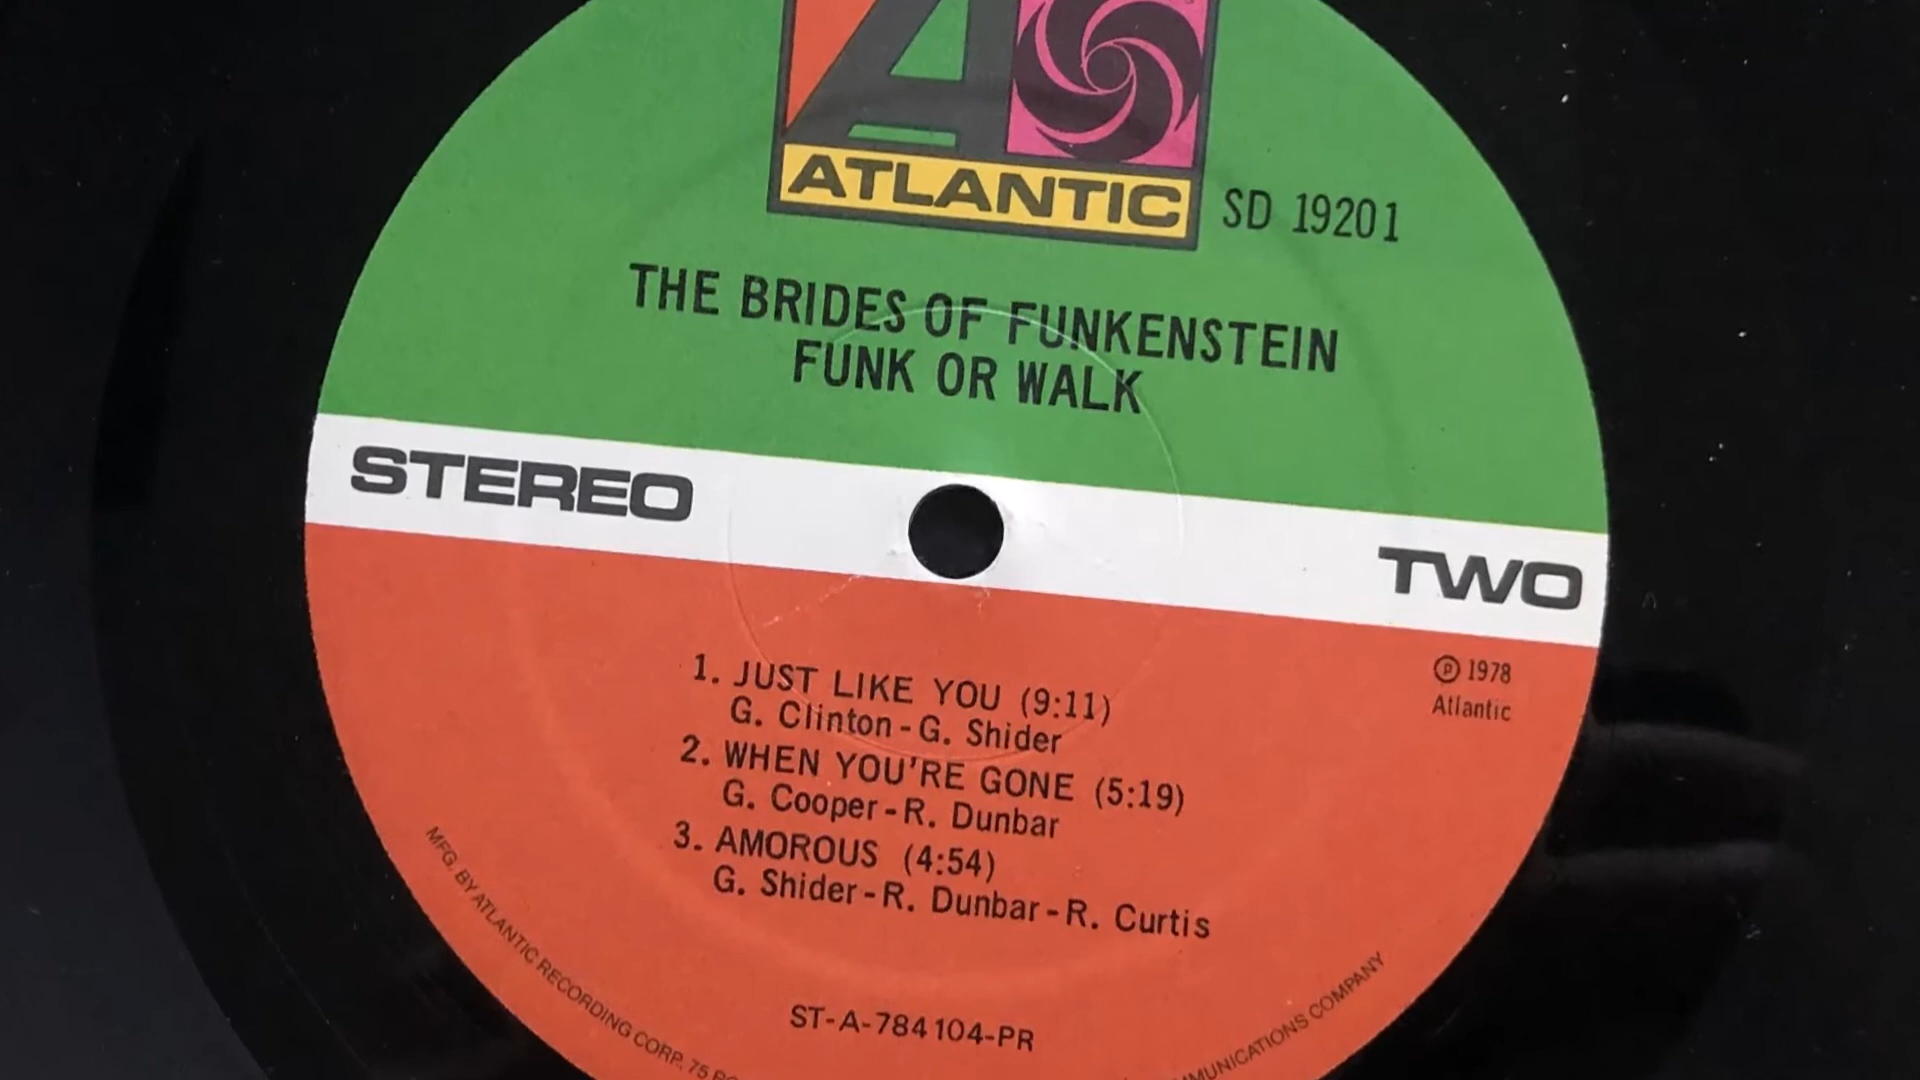 ATLANTIC
SD 19201
THE BRIDES OF FUNKENSTEIN
FUNK OR WALK
STEREO
TWO
℗ 1978
Atlantic
1. JUST LIKE YOU (9:11)
G. Clinton-G. Shider
2. WHEN YOU'RE GONE (5:19)
G. Cooper-R. Dunbar
3. AMOROUS (4:54)
G. Shider-R. Dunbar-R. Curtis
ST-A-784104-PR
MFG. BY ATLANTIC RECORDING CORP., 75
COMPANY